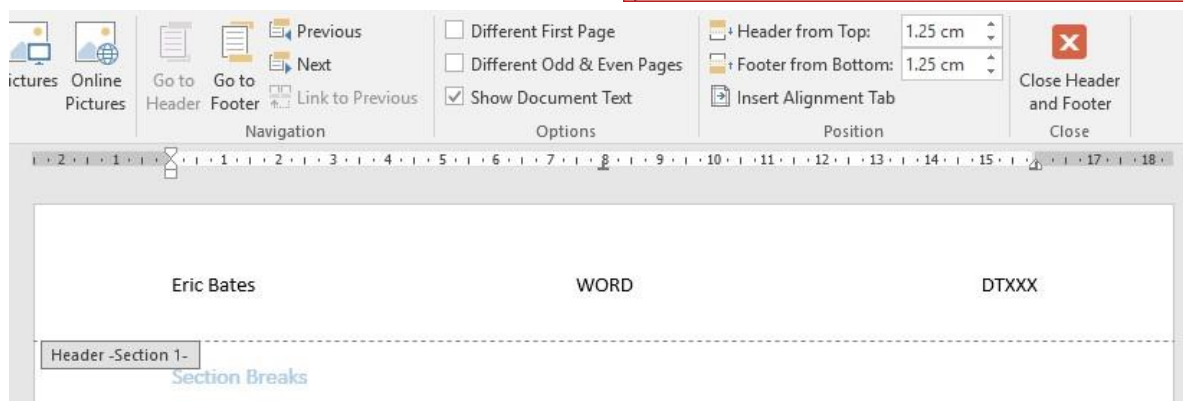 Previous
Different First Page
Header from Top: 1.25 cm
Next
Different Odd & Even Pages
Footer from Bottom: 1.25 cm
ictures Online Pictures
Go to Header
Go to Footer
Link to Previous
Show Document Text
Insert Alignment Tab
Close Header and Footer
Navigation
Options
Position
Close
2 1 1 2 3 4 5 6 7 8 9 10 11 12 13 14 15 17 18
Eric Bates WORD DTXXX
Header -Section 1-
Section Breaks